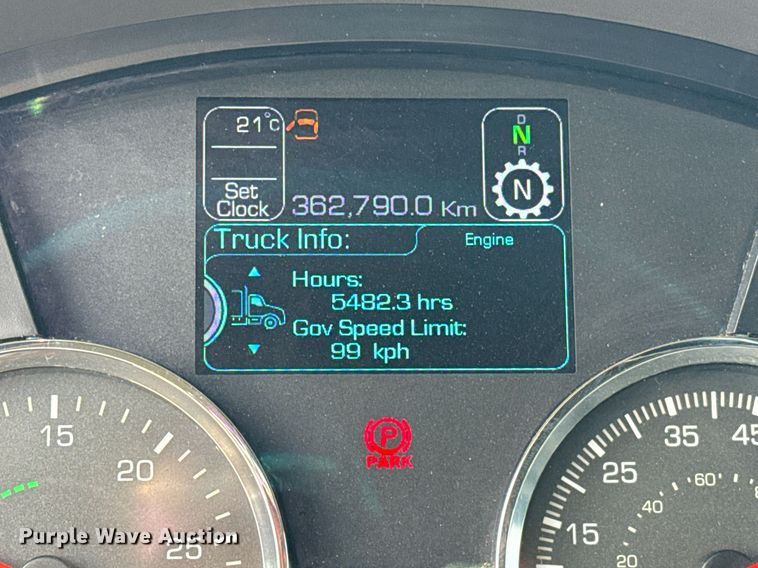 21°C
D
N
R
N
Set
Clock
362,790.0 Km
Truck Info:
Engine
Hours:
5482.3 hrs
Gov Speed Limit:
99 kph
P
PARK
15
20
25
15
25
35
45
20
40
60
8
Purple Wave Auction